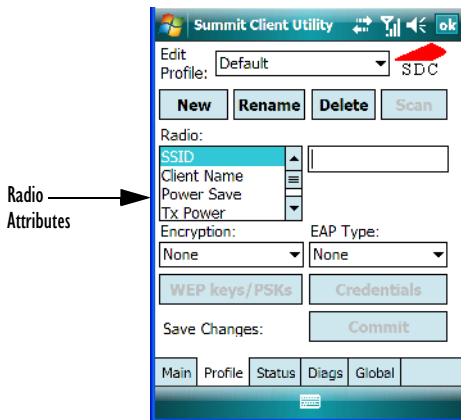 Summit Client Utility ok
Edit
Profile: Default
SDC
New Rename Delete Scan
Radio:
SSID
Client Name
Power Save
Tx Power
Radio
Attributes
Encryption: EAP Type:
None None
WEP keys/PSKs Credentials
Save Changes: Commit
Main Profile Status Diags Global